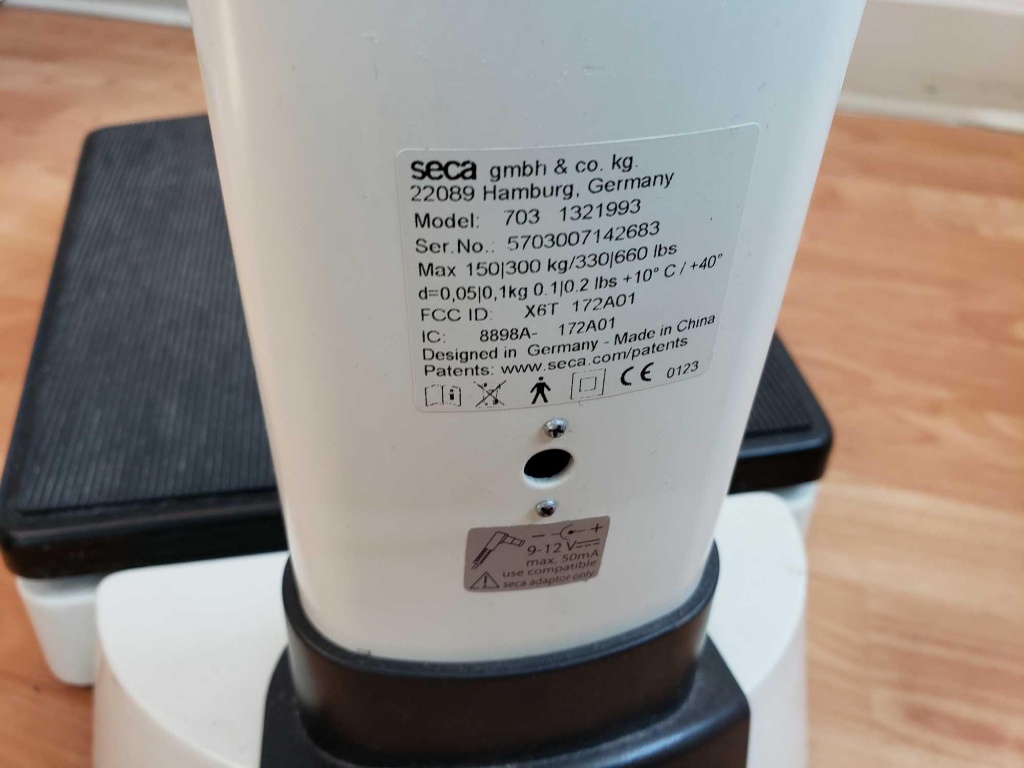 seca gmbh & co. kg.
22089 Hamburg, Germany
Model: 703 1321993
Ser.No.: 5703007142683
Max 150|300 kg/330|660 lbs
d=0,05|0,1kg 0.1|0.2 lbs +10° C / +40°
FCC ID: X6T 172A01
IC: 8898A- 172A01
Designed in Germany - Made in China
Patents: www.seca.com/patents
CE 0123
9-12 V
max. 50mA
use compatible
seca adaptor only